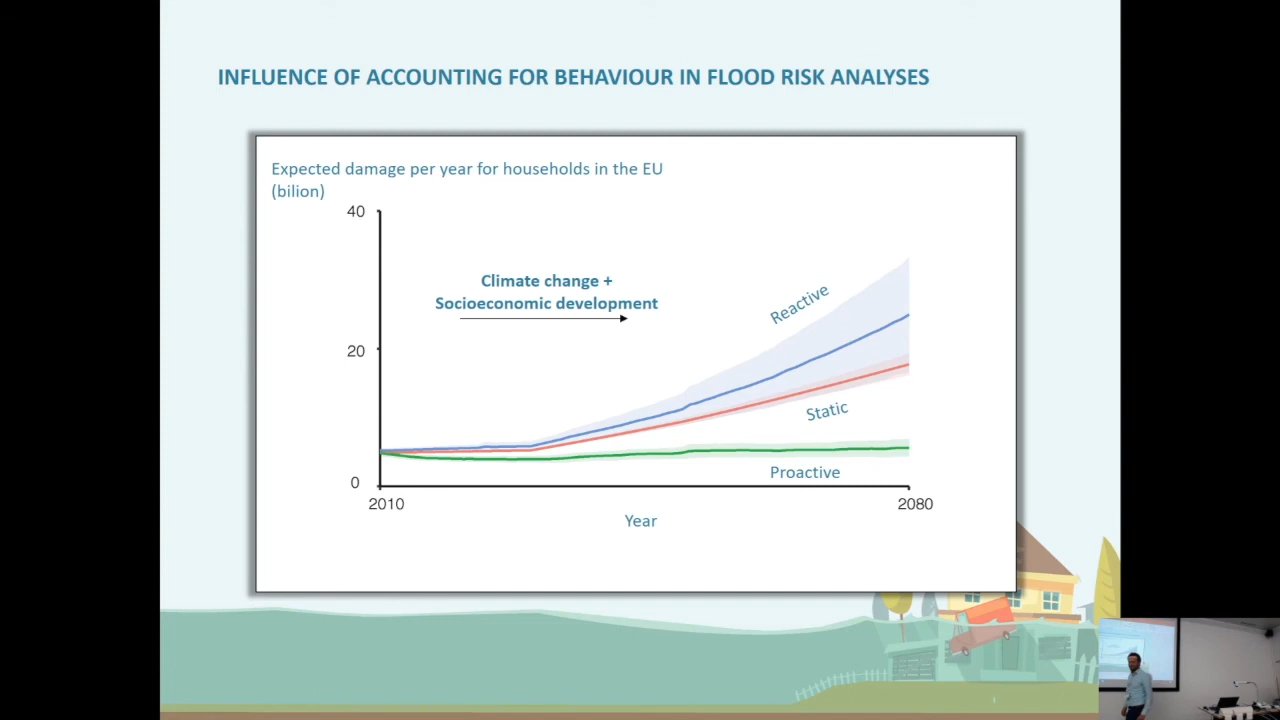 INFLUENCE OF ACCOUNTING FOR BEHAVIOUR IN FLOOD RISK ANALYSES
Expected damage per year for households in the EU
(bilion)
40
Climate change +
Socioeconomic development
Reactive
20
Static
Proactive
0
2010
2080
Year